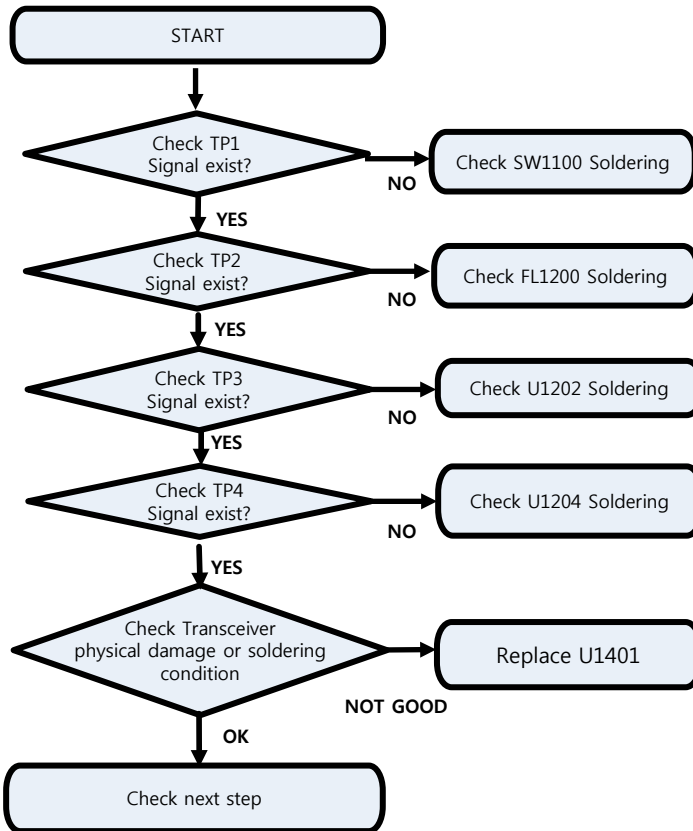 START
Check TP1
Signal exist?
Check SW1100 Soldering
NO
YES
Check TP2
Signal exist?
Check FL1200 Soldering
NO
YES
Check TP3
Signal exist?
Check U1202 Soldering
NO
YES
Check TP4
Signal exist?
Check U1204 Soldering
NO
YES
Check Transceiver
physical damage or soldering
condition
Replace U1401
NOT GOOD
OK
Check next step